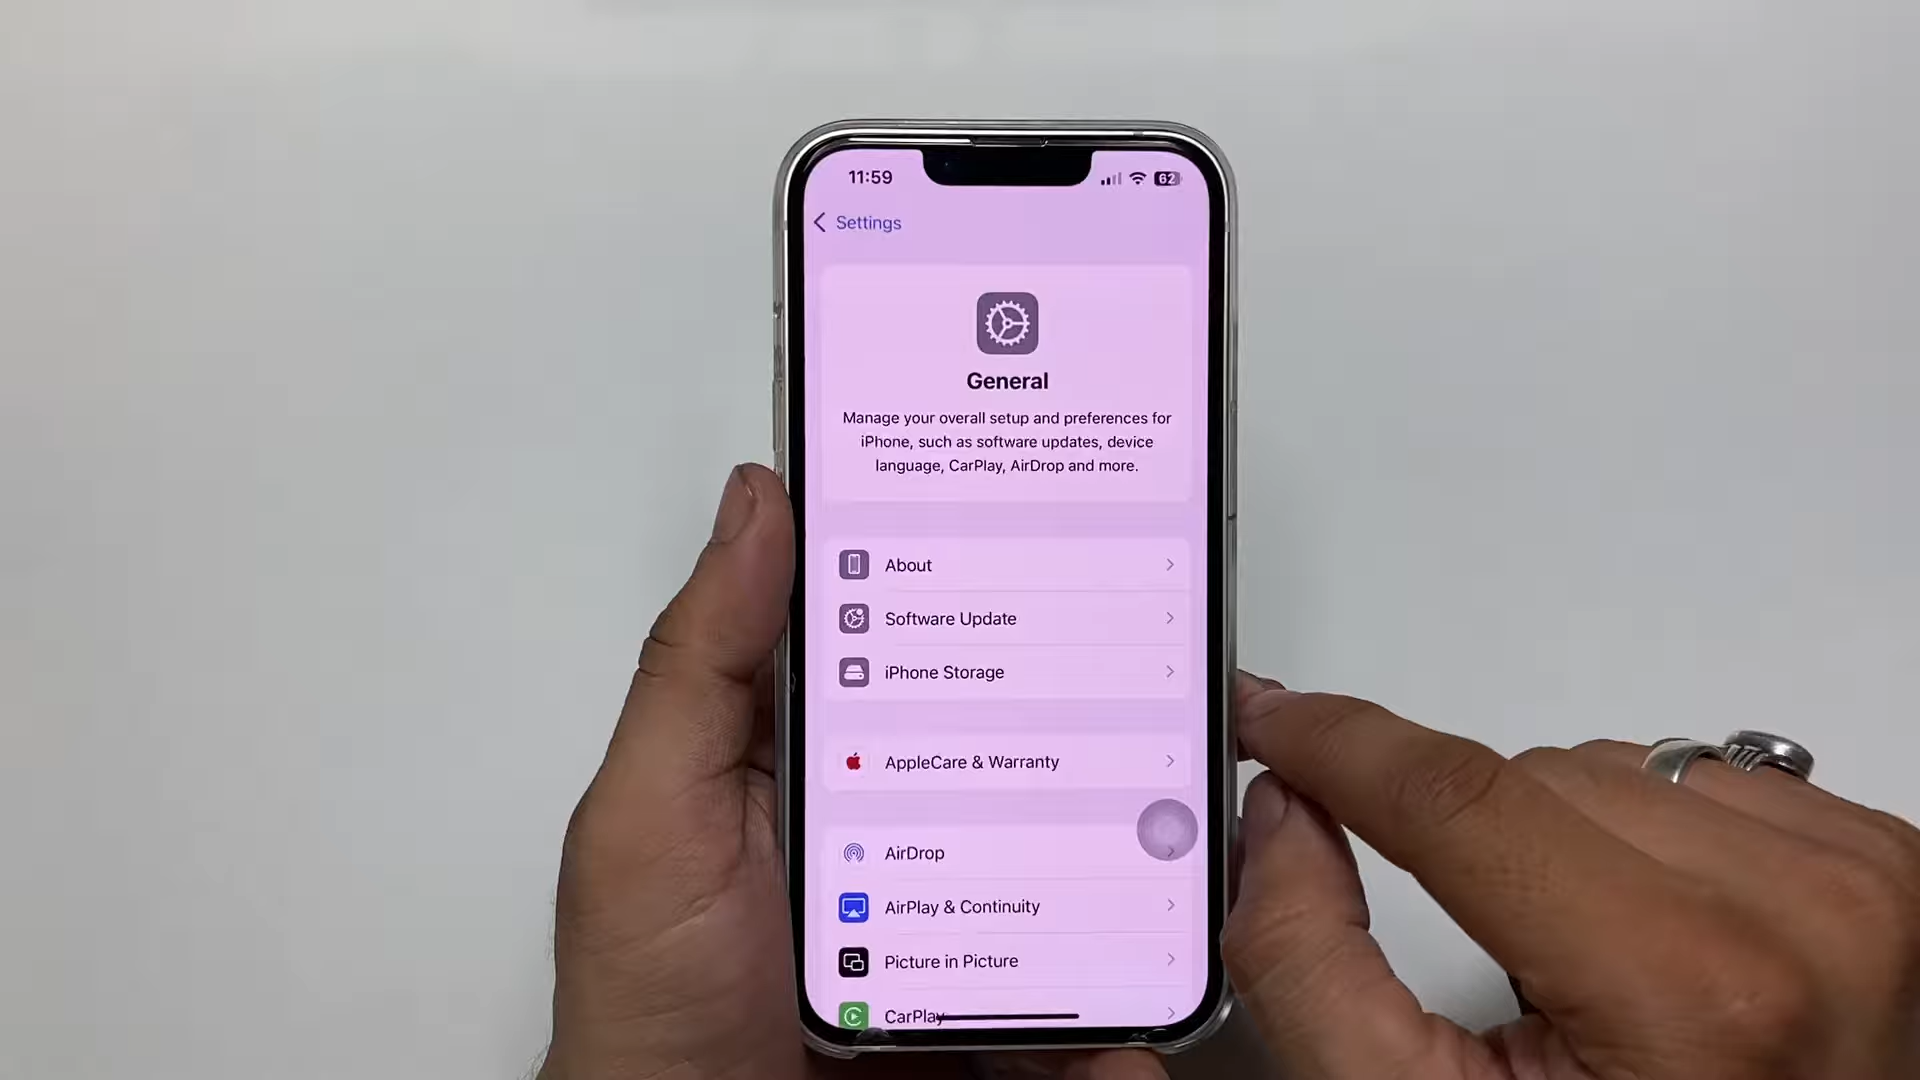 11:59
62
Settings
General
Manage your overall setup and preferences for
iPhone, such as software updates, device
language, CarPlay, AirDrop and more.
About
Software Update
iPhone Storage
AppleCare & Warranty
AirDrop
AirPlay & Continuity
Picture in Picture
CarPlay